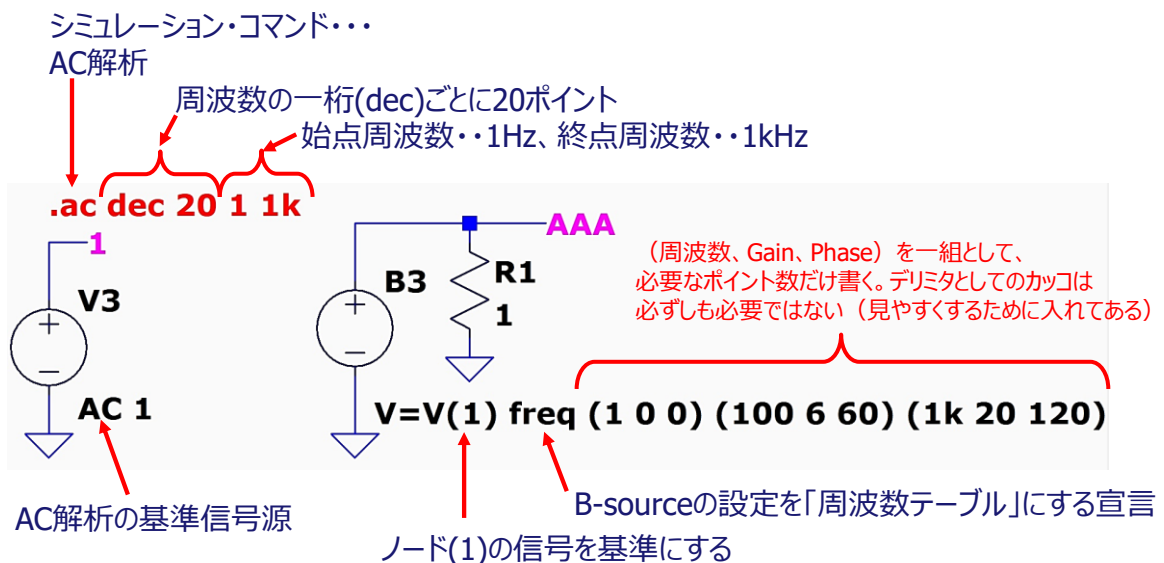 シミュレーション・コマンド・・・
AC解析
周波数の一桁(dec)ごとに20ポイント
始点周波数・・1Hz、終点周波数・・1kHz
.ac dec 20 1 1k
1
AAA
V3
B3
R1
1
（周波数、Gain、Phase）を一組として、
必要なポイント数だけ書く。デリミタとしてのカッコは
必ずしも必要ではない（見やすくするために入れてある）
AC 1
V=V(1) freq (1 0 0) (100 6 60) (1k 20 120)
AC解析の基準信号源
B-sourceの設定を「周波数テーブル」にする宣言
ノード(1)の信号を基準にする